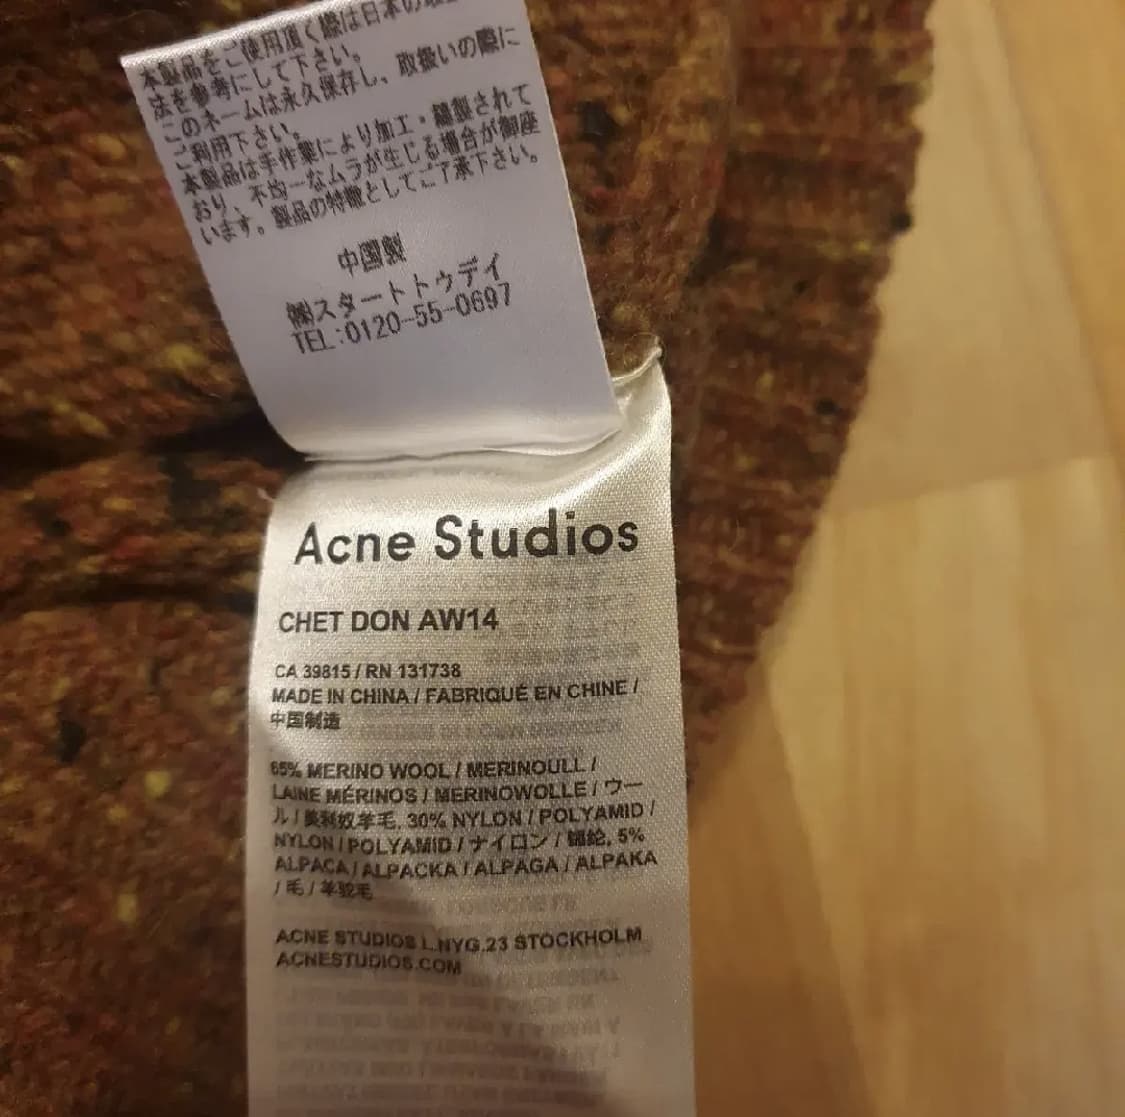 本製品をご使用頂く際は日本の
法を参考にして下さい。
このネームは永久保存し、取扱いの際に
ご利用下さい。
本製品は手作業により加工・縫製されて
おり、不均一なムラが生じる場合が御座
います。製品の特徴としてご了承下さい。
中国製
㈱スタートトゥデイ
TEL:0120-55-0697
Acne Studios
CHET DON AW14
CA 39815 / RN 131738
MADE IN CHINA / FABRIQUÉ EN CHINE /
中国制造
65% MERINO WOOL / MERINOULL /
LAINE MÉRINOS / MERINOWOLLE / ウー
ル / 美利奴羊毛, 30% NYLON / POLYAMID /
NYLON / POLYAMID / ナイロン / 锦纶, 5%
ALPACA / ALPACKA / ALPAGA / ALPAKA
/ 毛 / 羊驼毛
ACNE STUDIOS L.NYG.23 STOCKHOLM
ACNESTUDIOS.COM